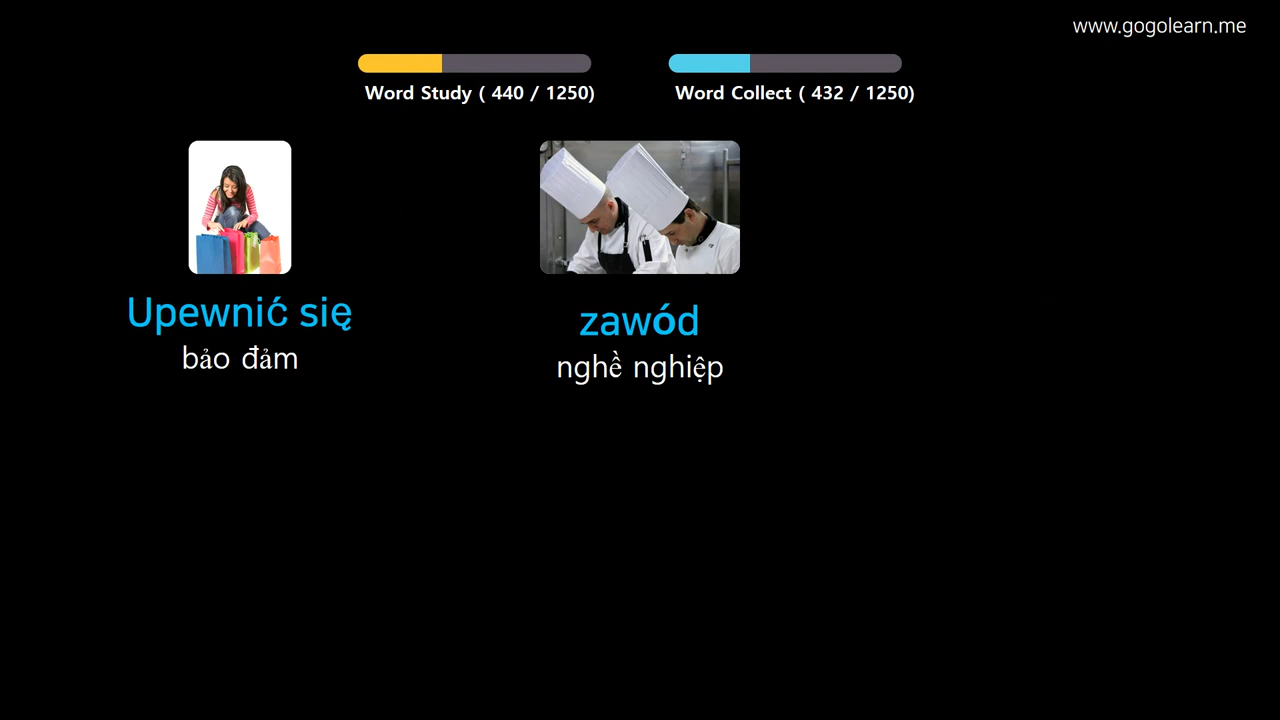 www.gogolearn.me
Word Study ( 440 / 1250)
Word Collect ( 432 / 1250)
Upewnić się
bảo đảm
zawód
nghề nghiệp